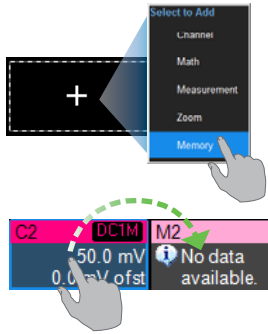 Select to Add
Channel
Math
Measurement
Zoom
Memory
+
C2 DC1M M2
50.0 mV No data
0.0 mV ofst available.